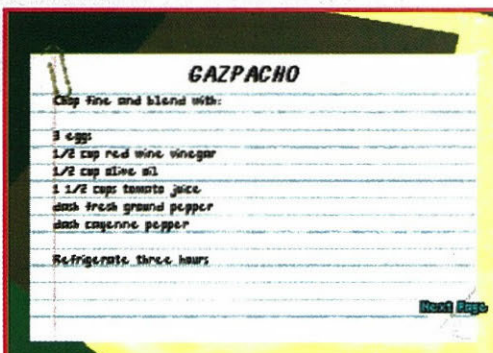 GAZPACHO
Chop fine and blend with:
3 eggs
1/2 cup red wine vinegar
1/2 cup olive oil
1 1/2 cups tomato juice
dash fresh ground pepper
dash cayenne pepper
Refrigerate three hours
Next Page